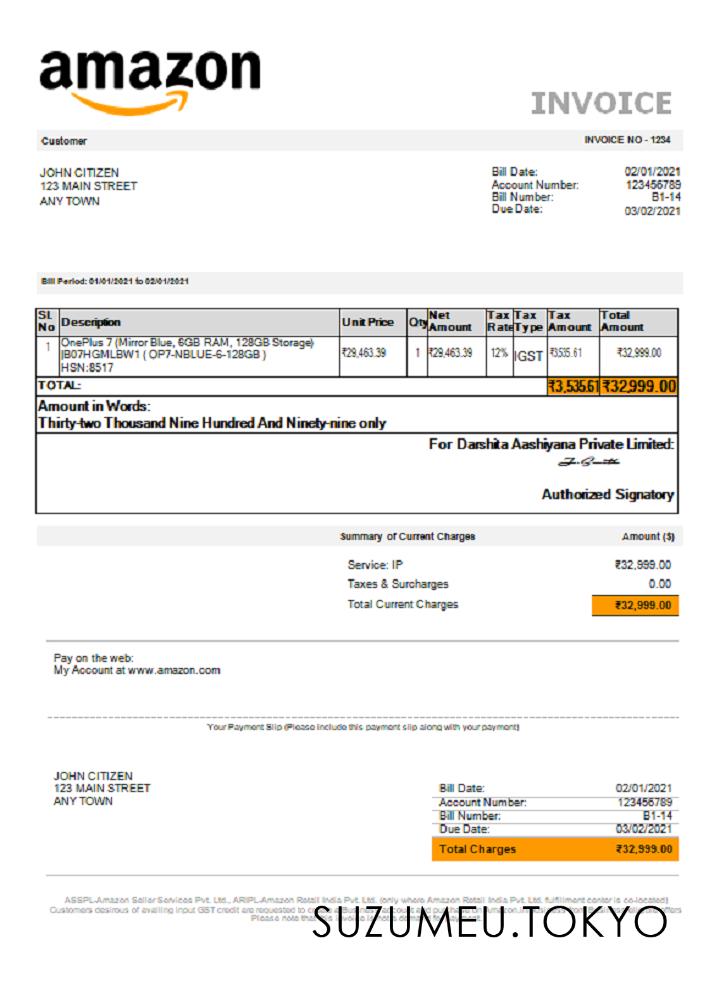 amazon
INVOICE
Customer
INVOICE NO - 1234
JOHN CITIZEN
123 MAIN STREET
ANY TOWN
Bill Date: 02/01/2021
Account Number: 123456789
Bill Number: B1-14
Due Date: 03/02/2021
Bill Period: 01/01/2021 to 02/01/2021
SL No Description Unit Price Qty Net Amount Tax Rate Tax Type Tax Amount Total Amount
1 OnePlus 7 (Mirror Blue, 6GB RAM, 128GB Storage) ₹29,463.39 1 ₹29,463.39 12% IGST ₹3535.61 ₹32,999.00
|B07HGMLBW1 ( OP7-NBLUE-6-128GB )
HSN:8517
TOTAL: ₹3,535.61 ₹32,999.00
Amount in Words:
Thirty-two Thousand Nine Hundred And Ninety-nine only
For Darshita Aashiyana Private Limited:
Authorized Signatory
Summary of Current Charges Amount ($)
Service: IP ₹32,999.00
Taxes & Surcharges 0.00
Total Current Charges ₹32,999.00
Pay on the web:
My Account at www.amazon.com
Your Payment Slip (Please include this payment slip along with your payment)
JOHN CITIZEN
123 MAIN STREET
ANY TOWN
Bill Date: 02/01/2021
Account Number: 123456789
Bill Number: B1-14
Due Date: 03/02/2021
Total Charges ₹32,999.00
ASSPL-Amazon Seller Services Pvt. Ltd., ARIPL-Amazon Retail India Pvt. Ltd. (only where Amazon Retail India Pvt. Ltd. fulfillment center is co-located)
Customers desirous of availing input GST credit are requested to
Please note that this
SUZUMEU.TOKYO